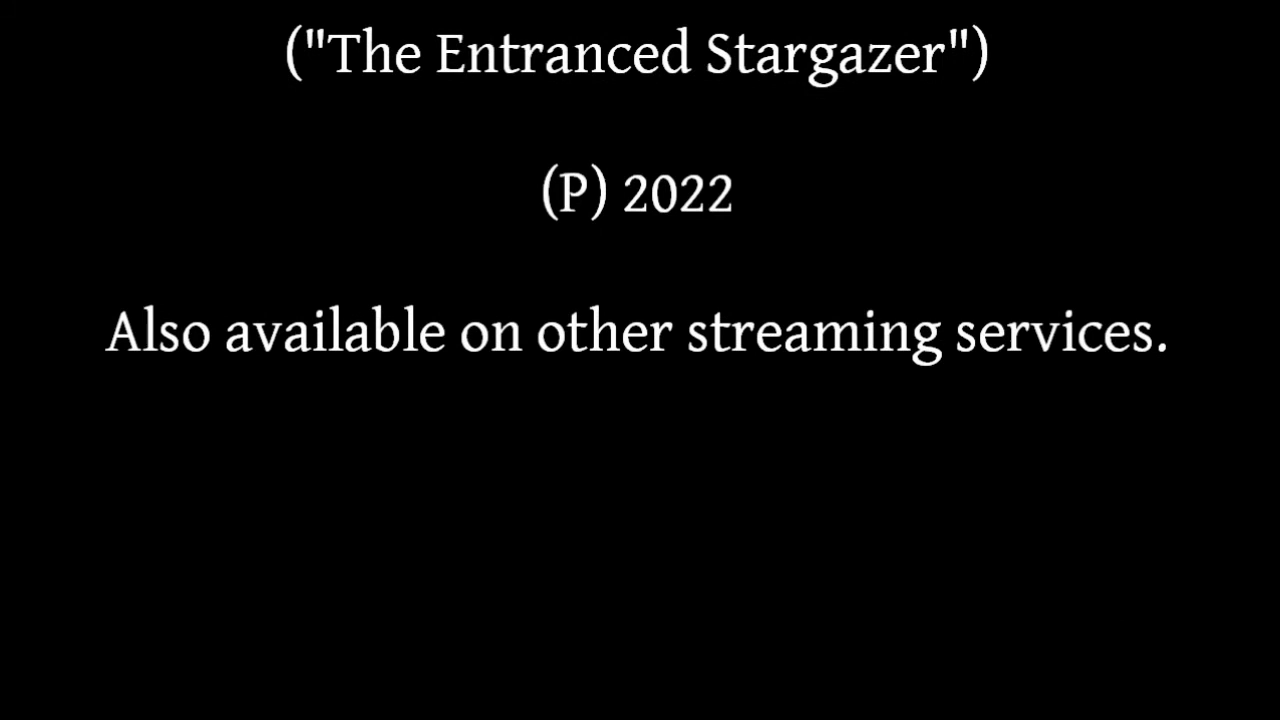 ("The Entranced Stargazer")
(P) 2022
Also available on other streaming services.